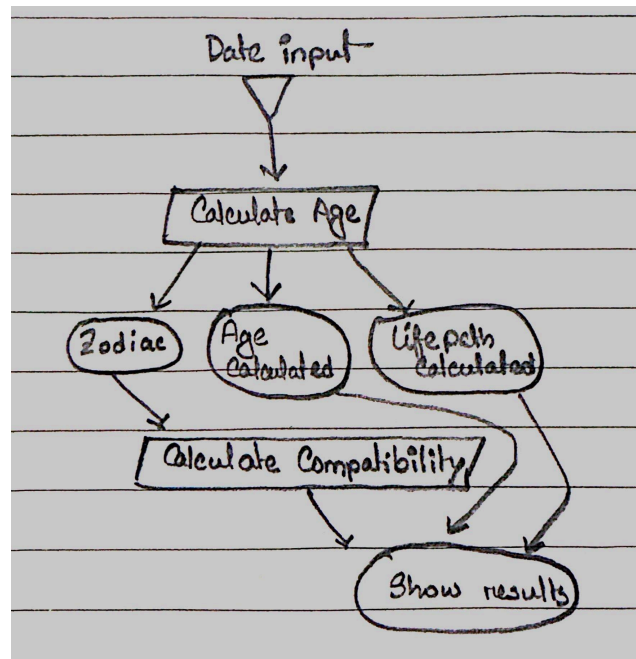 Date input
Calculate Age
Zodiac
Age
Calculated
Lifepath
Calculated
Calculate Compatibility
Show results